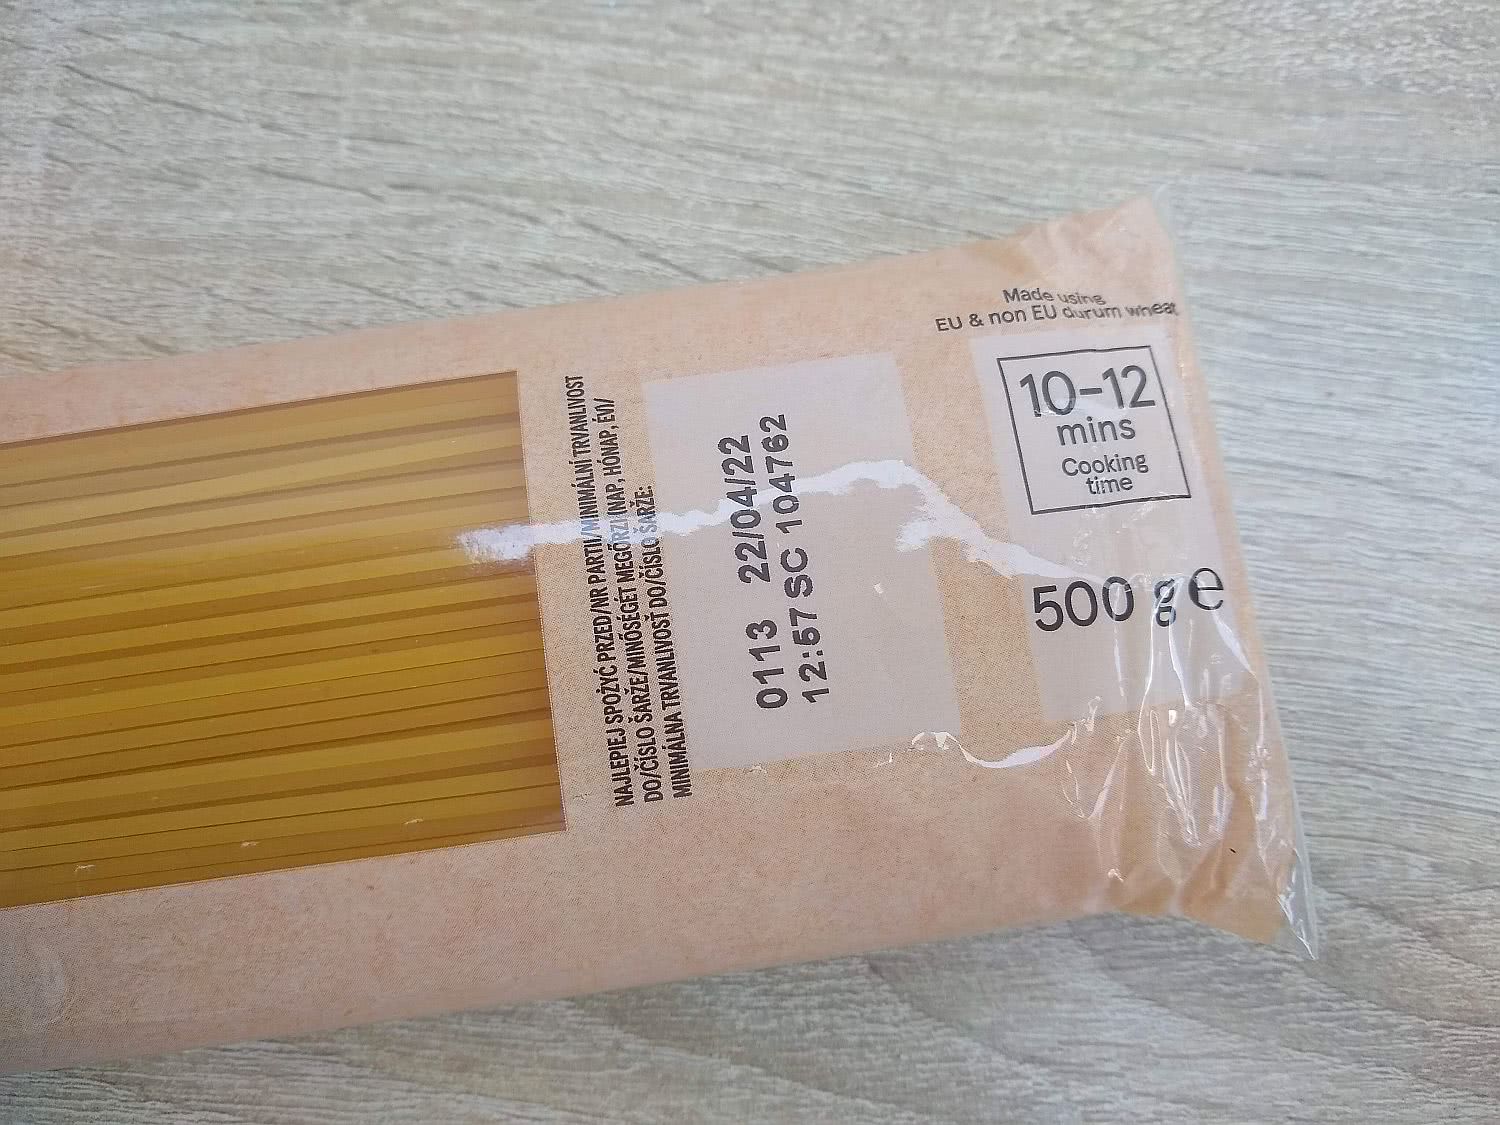 Made using
EU & non EU durum wheat
10-12
mins
Cooking
time
500 g e
NAJLEPIEJ SPOŻYĆ PRZED/NR PARTII/MINIMÁLNÍ TRVANLIVOST
DO/ČÍSLO ŠARŽE/MINŐSÉGÉT MEGŐRZI (NAP, HÓNAP, ÉV)/
MINIMÁLNA TRVANLIVOSŤ DO/ČÍSLO ŠARŽE:
0113 22/04/22
12:57 SC 104762